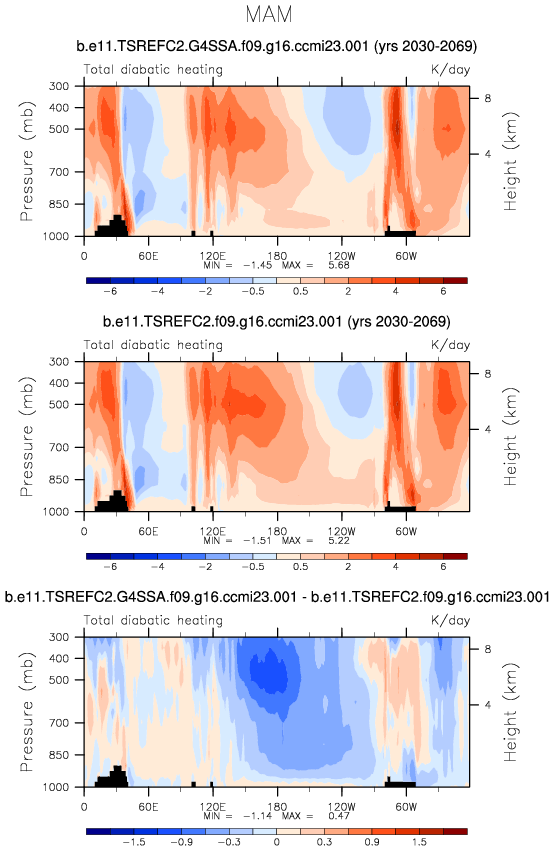 MAM
b.e11.TSREFC2.G4SSA.f09.g16.ccmi23.001 (yrs 2030-2069)
Total diabatic heating K/day
300
500
700
850
1000
Pressure (mb)
8
4
Height (km)
0 60E 120E 180 120W 60W
MIN = -1.45 MAX = 5.68
-6 -4 -2 -0.5 0.5 2 4 6
b.e11.TSREFC2.f09.g16.ccmi23.001 (yrs 2030-2069)
Total diabatic heating K/day
300
500
700
850
1000
Pressure (mb)
8
4
Height (km)
0 60E 120E 180 120W 60W
MIN = -1.51 MAX = 5.22
-6 -4 -2 -0.5 0.5 2 4 6
b.e11.TSREFC2.G4SSA.f09.g16.ccmi23.001 - b.e11.TSREFC2.f09.g16.ccmi23.001
Total diabatic heating K/day
300
500
700
850
1000
Pressure (mb)
8
4
Height (km)
0 60E 120E 180 120W 60W
MIN = -1.14 MAX = 0.47
-1.5 -0.9 -0.3 0 0.3 0.9 1.5